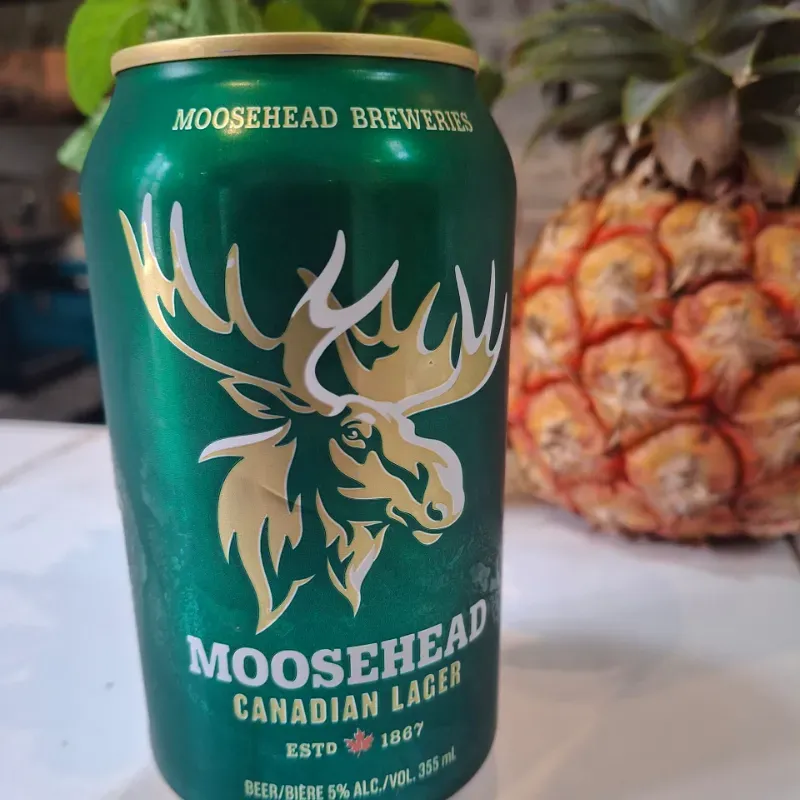 MOOSEHEAD BREWERIES
MOOSEHEAD
CANADIAN LAGER
ESTD 1867
BEER/BIÈRE 5% ALC./VOL. 355 mL